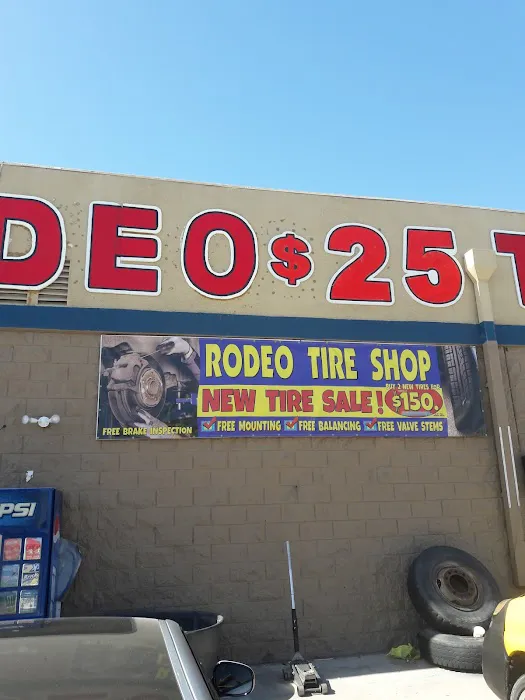 DEO $25 T
RODEO TIRE SHOP
BUY 2 NEW TIRES FOR
NEW TIRE SALE! $150.
FREE BRAKE INSPECTION
FREE MOUNTING FREE BALANCING FREE VALVE STEMS
PSI